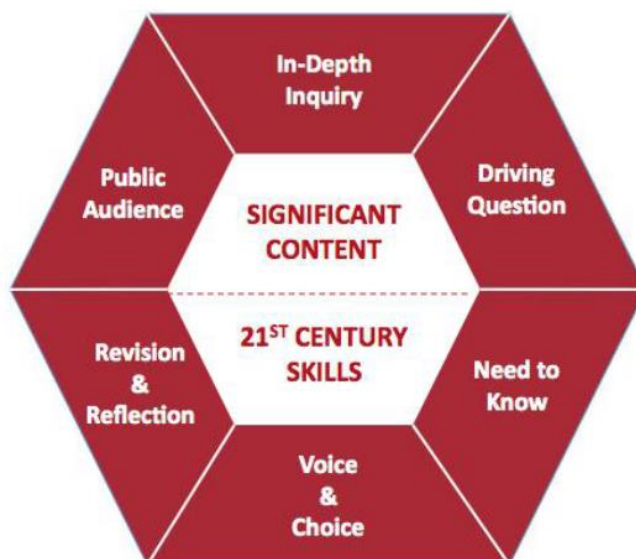 In-Depth
Inquiry
Driving
Question
Need to
Know
Voice
&
Choice
Revision
&
Reflection
Public
Audience
SIGNIFICANT
CONTENT
21ST CENTURY
SKILLS